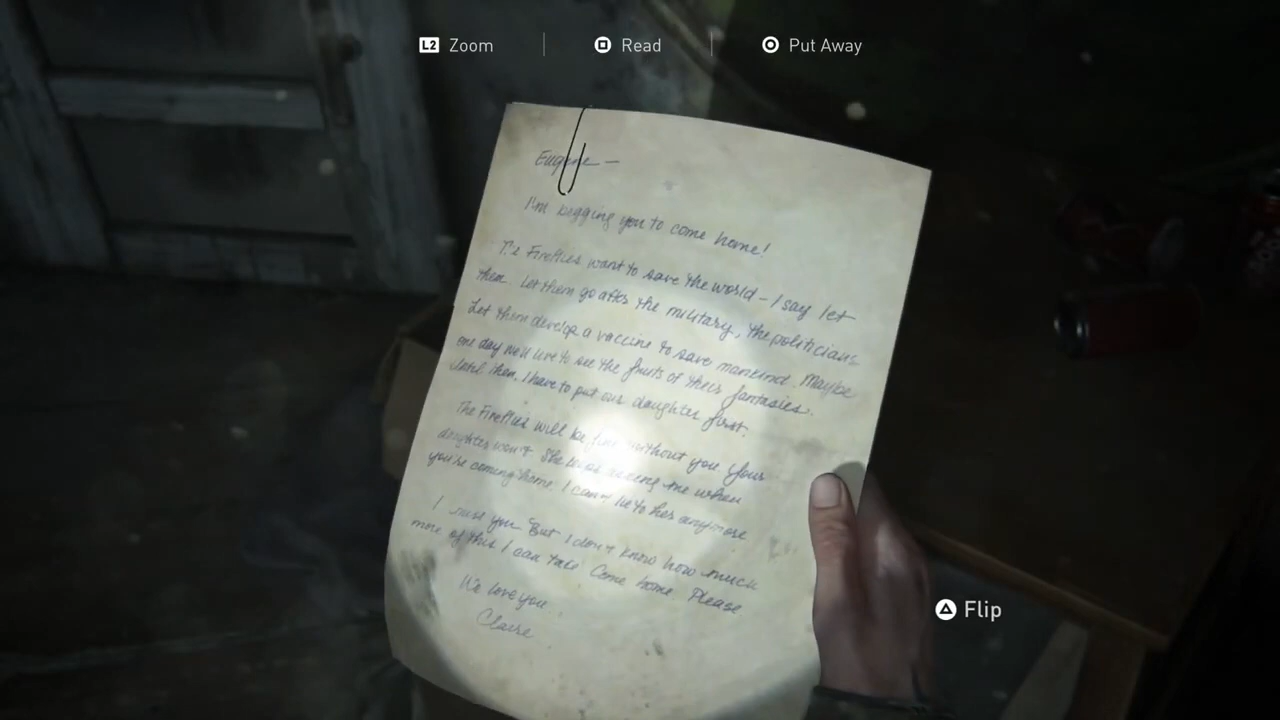 L2 Zoom
Read
Put Away
Eugene —
I'm begging you to come home!
The Fireflies want to save the world – I say let
them. Let them go after the military, the politicians.
Let them develop a vaccine to save mankind. Maybe
one day we'll live to see the fruits of their fantasies.
Until then, I have to put our daughter first.
The Fireflies will be fine without you. Your
daughter won't. She keeps asking me when
you're coming home. I can't lie to her anymore
I miss you. But I don't know how much
more of this I can take. Come home. Please
We love you
Claire
Flip